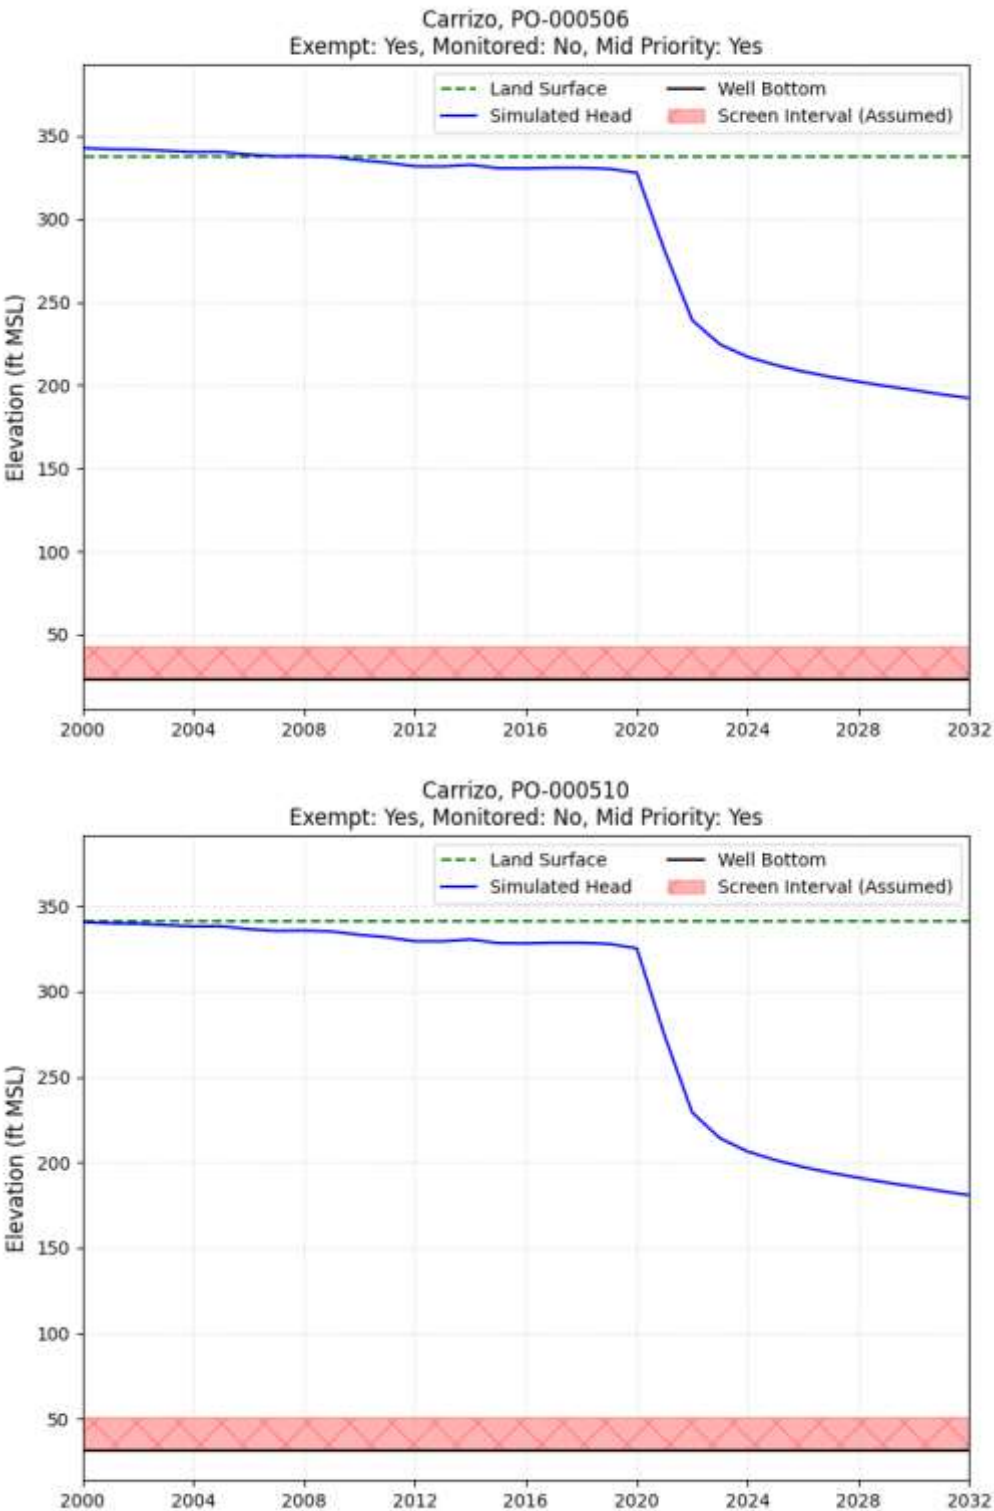 Carrizo, PO-000506
Exempt: Yes, Monitored: No, Mid Priority: Yes
Land Surface
Well Bottom
Simulated Head
Screen Interval (Assumed)
Elevation (ft MSL)
350
300
250
200
150
100
50
2000 2004 2008 2012 2016 2020 2024 2028 2032
Carrizo, PO-000510
Exempt: Yes, Monitored: No, Mid Priority: Yes
Land Surface
Well Bottom
Simulated Head
Screen Interval (Assumed)
Elevation (ft MSL)
350
300
250
200
150
100
50
2000 2004 2008 2012 2016 2020 2024 2028 2032